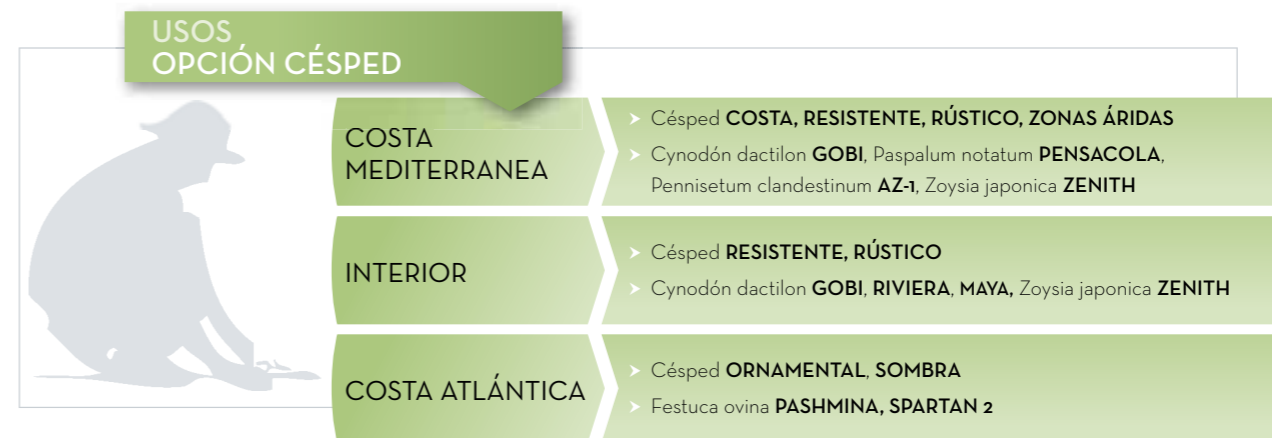 USOS
OPCIÓN CÉSPED
COSTA
MEDITERRANEA
Césped COSTA, RESISTENTE, RÚSTICO, ZONAS ÁRIDAS
Cynodón dactilon GOBI, Paspalum notatum PENSACOLA,
Pennisetum clandestinum AZ-1, Zoysia japonica ZENITH
INTERIOR
Césped RESISTENTE, RÚSTICO
Cynodón dactilon GOBI, RIVIERA, MAYA, Zoysia japonica ZENITH
COSTA ATLÁNTICA
Césped ORNAMENTAL, SOMBRA
Festuca ovina PASHMINA, SPARTAN 2